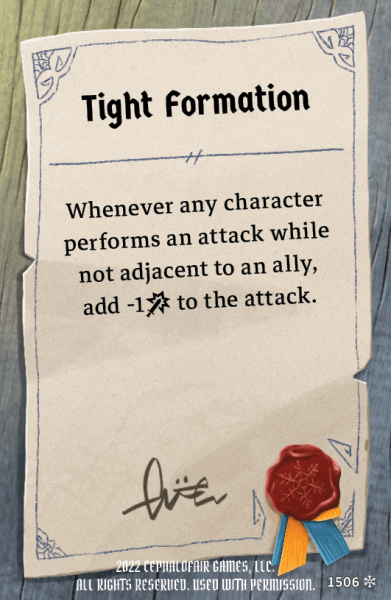 Tight Formation
Whenever any character
performs an attack while
not adjacent to an ally,
add -1 to the attack.
2022 CEPHALOFAIR GAMES, LLC.
ALL RIGHTS RESERVED. USED WITH PERMISSION.
1506